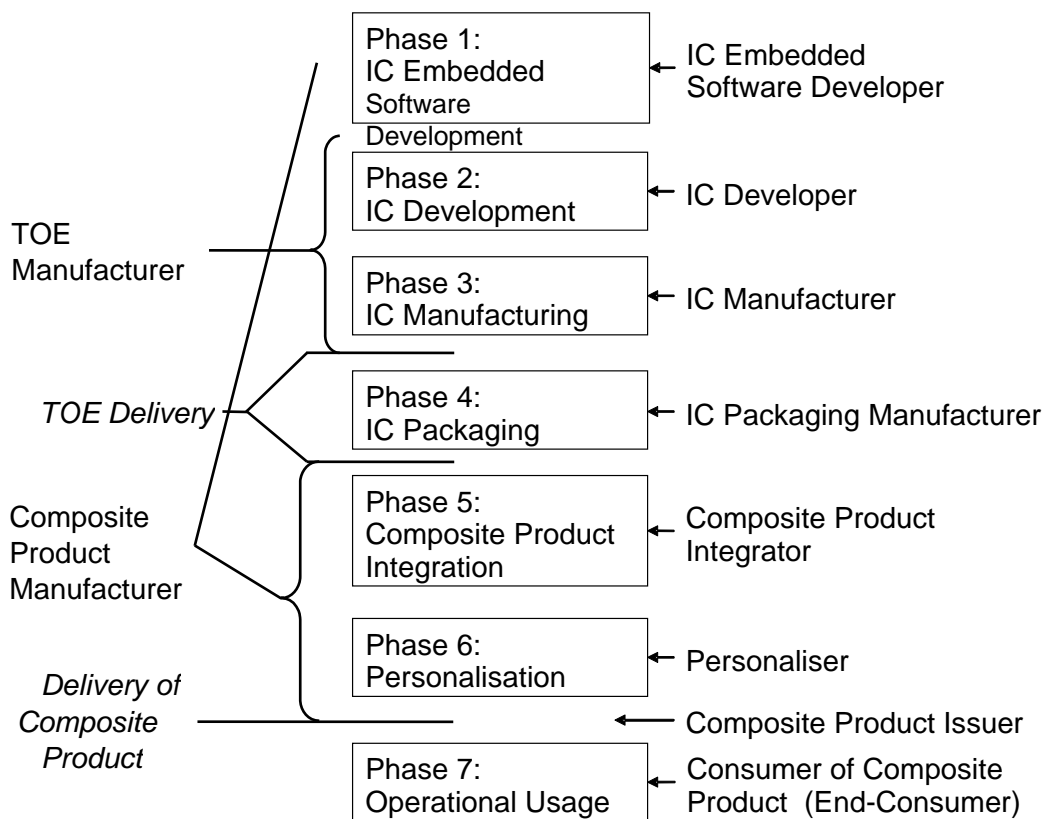 Phase 1:
IC Embedded
Software
Development
IC Embedded
Software Developer
Phase 2:
IC Development
IC Developer
TOE
Manufacturer
Phase 3:
IC Manufacturing
IC Manufacturer
TOE Delivery
Phase 4:
IC Packaging
IC Packaging Manufacturer
Composite
Product
Manufacturer
Phase 5:
Composite Product
Integration
Composite Product
Integrator
Phase 6:
Personalisation
Personaliser
Delivery of
Composite
Product
Composite Product Issuer
Phase 7:
Operational Usage
Consumer of Composite
Product (End-Consumer)